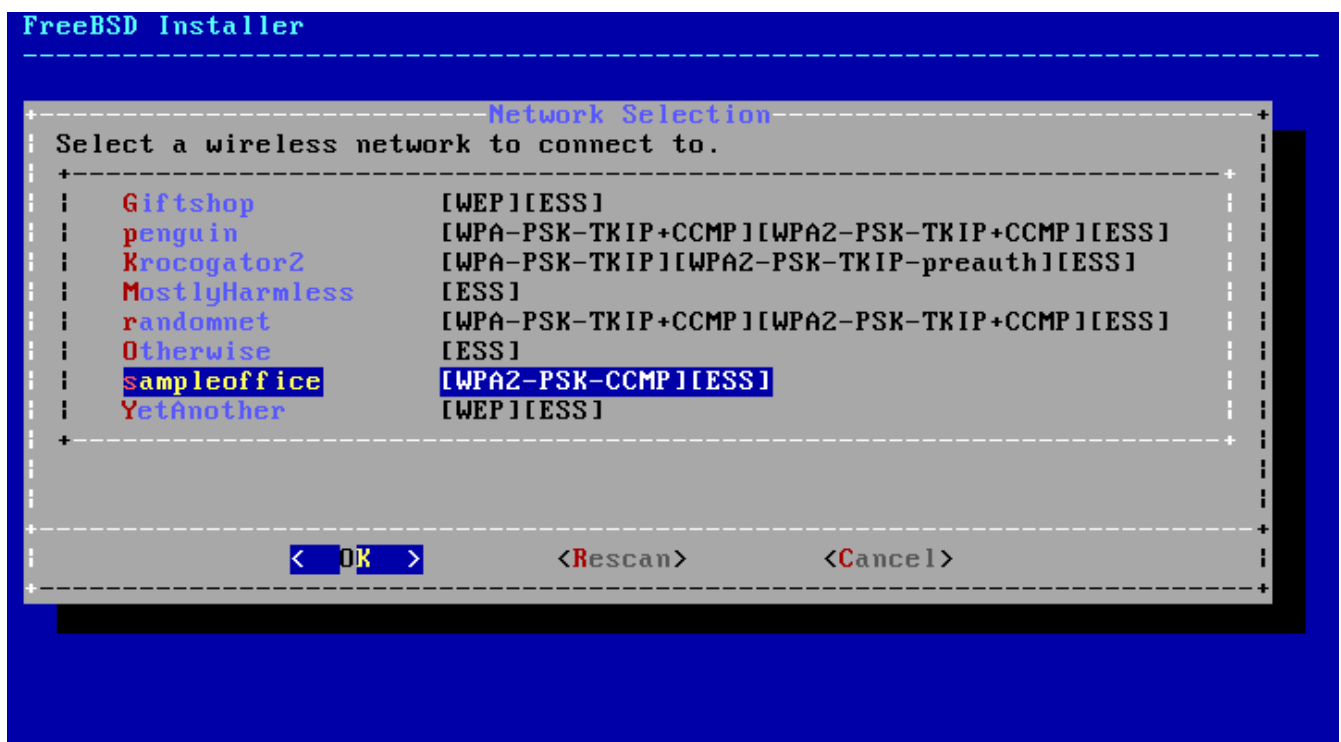 FreeBSD Installer
Network Selection
Select a wireless network to connect to.
Giftshop [WEP][ESS]
penguin [WPA-PSK-TKIP+CCMP][WPA2-PSK-TKIP+CCMP][ESS]
Krocogator2 [WPA-PSK-TKIP][WPA2-PSK-TKIP-preauth][ESS]
MostlyHarmless [ESS]
randomnet [WPA-PSK-TKIP+CCMP][WPA2-PSK-TKIP+CCMP][ESS]
Otherwise [ESS]
sampleoffice [WPA2-PSK-CCMP][ESS]
YetAnother [WEP][ESS]
< OK > <Rescan> <Cancel>